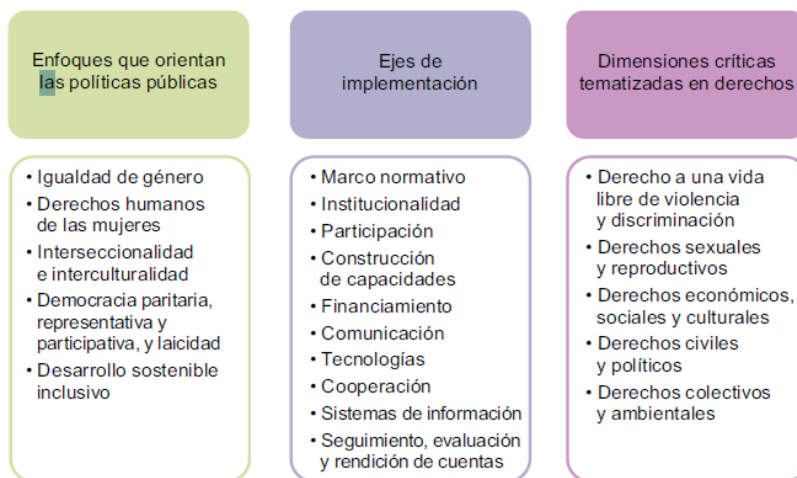 Enfoques que orientan
las políticas públicas
• Igualdad de género
• Derechos humanos
de las mujeres
• Interseccionalidad
e interculturalidad
• Democracia paritaria,
representativa y
participativa, y laicidad
• Desarrollo sostenible
inclusivo
Ejes de
implementación
• Marco normativo
• Institucionalidad
• Participación
• Construcción
de capacidades
• Financiamiento
• Comunicación
• Tecnologías
• Cooperación
• Sistemas de información
• Seguimiento, evaluación
y rendición de cuentas
Dimensiones críticas
tematizadas en derechos
• Derecho a una vida
libre de violencia
y discriminación
• Derechos sexuales
y reproductivos
• Derechos económicos,
sociales y culturales
• Derechos civiles
y políticos
• Derechos colectivos
y ambientales